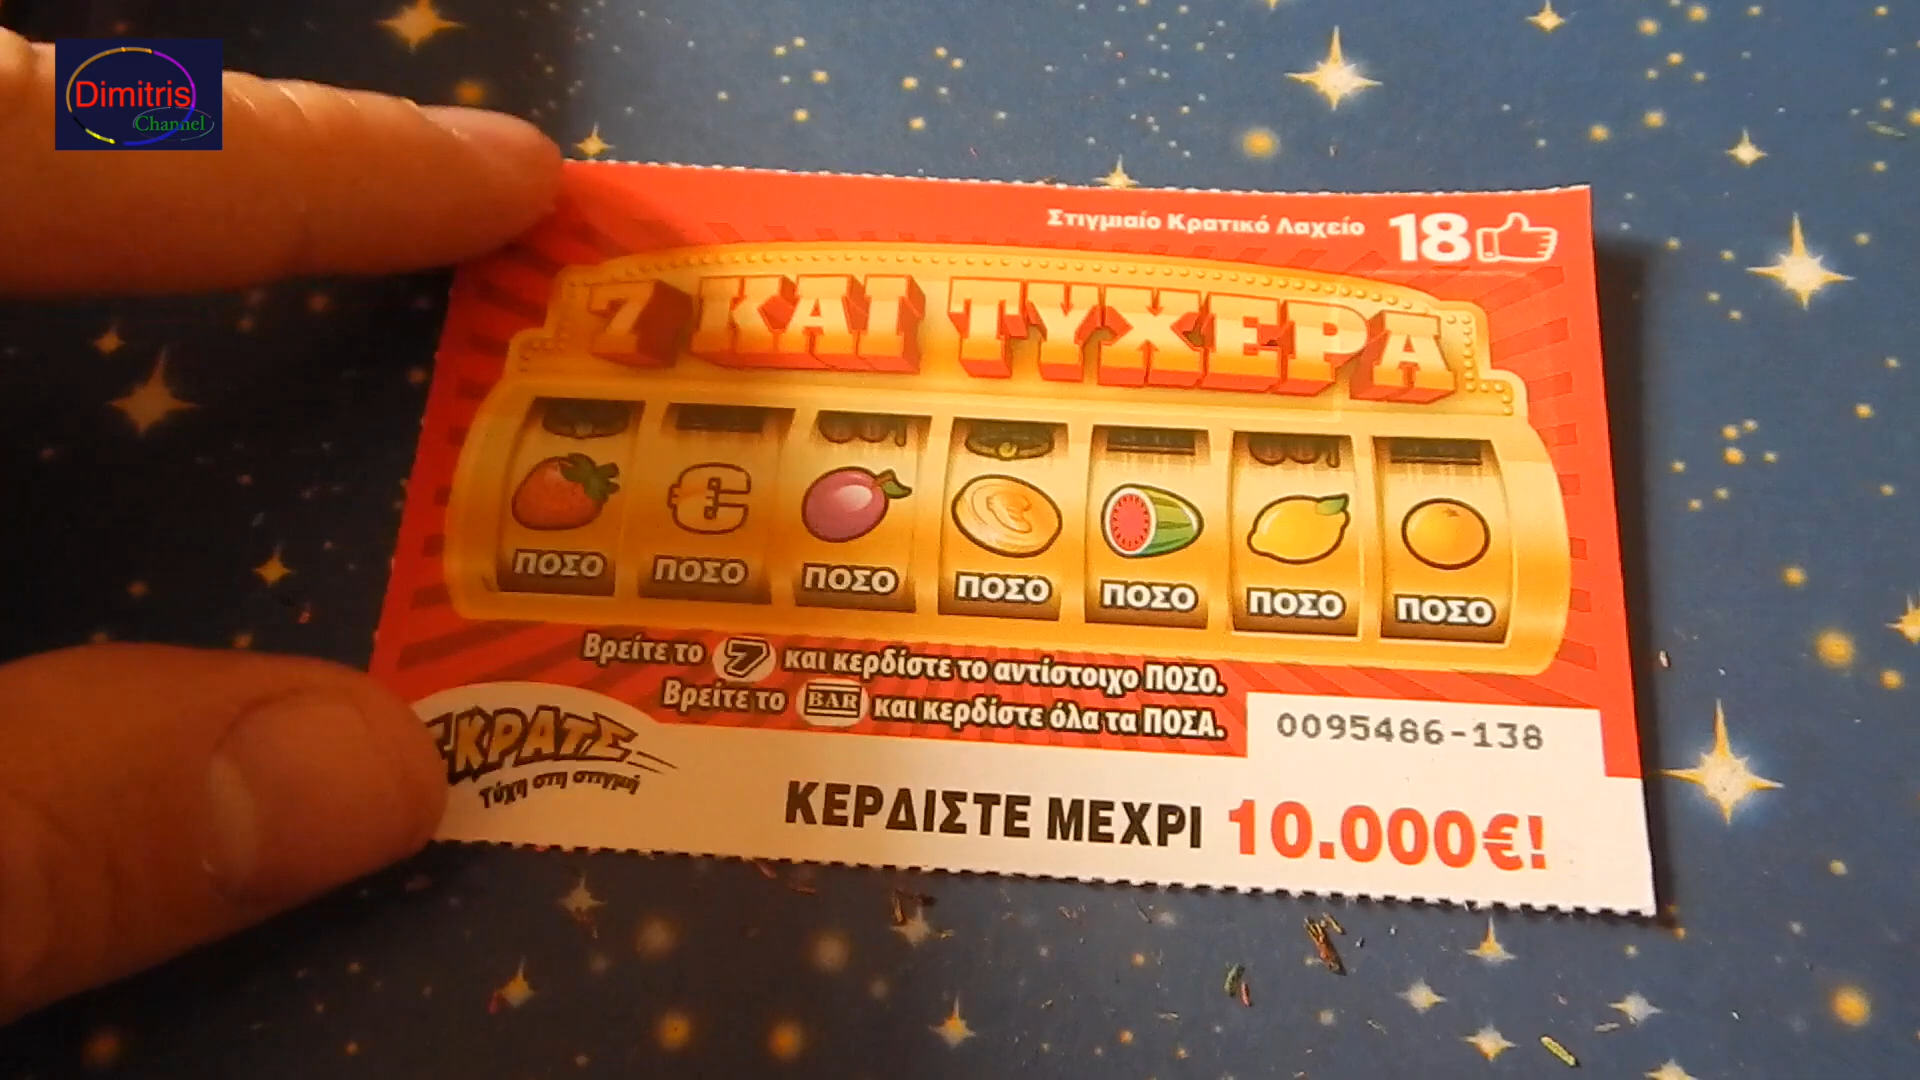 Dimitris
Channel
Στιγμιαίο Κρατικό Λαχείο 18
7 ΚΑΙ ΤΥΧΕΡΑ
ΠΟΣΟ ΠΟΣΟ ΠΟΣΟ ΠΟΣΟ ΠΟΣΟ ΠΟΣΟ ΠΟΣΟ
Βρείτε το 7 και κερδίστε το αντίστοιχο ΠΟΣΟ.
Βρείτε το BAR και κερδίστε όλα τα ΠΟΣΑ.
0095486-138
Τύχη στη στιγμή
ΚΕΡΔΙΣΤΕ ΜΕΧΡΙ 10.000€!